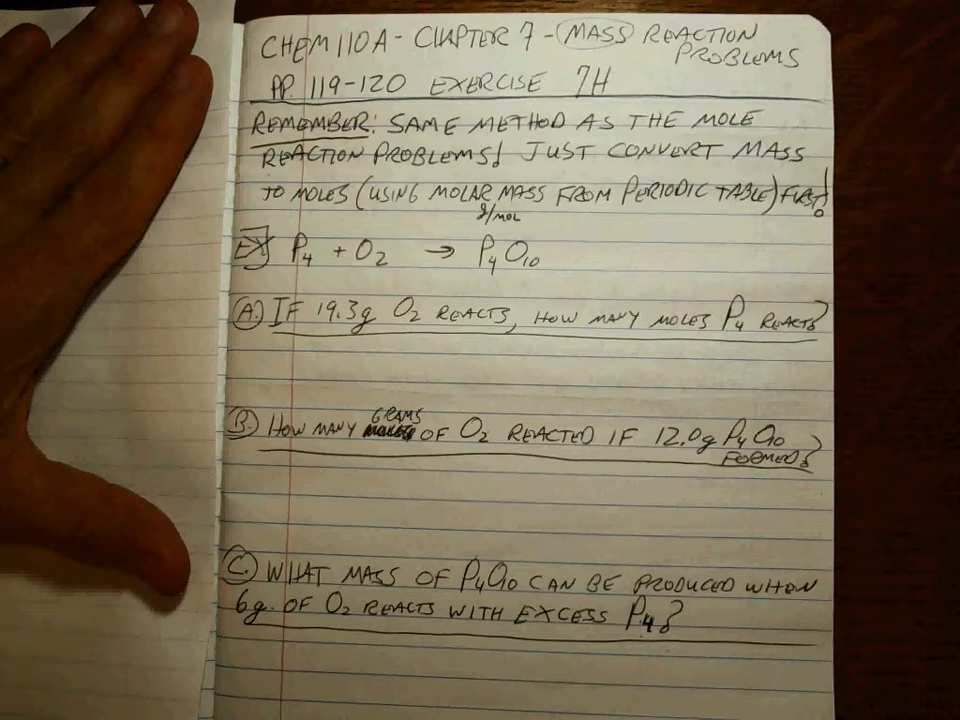 CHEM 110A - CHAPTER 7 - MASS REACTION
PROBLEMS
PP. 119-120 EXERCISE 7H
REMEMBER: SAME METHOD AS THE MOLE
REACTION PROBLEMS! JUST CONVERT MASS
TO MOLES (USING MOLAR MASS FROM PERIODIC TABLE) FIRST!
g/MOL
EX P₄ + O₂ → P₄O₁₀
A. IF 19.3g O₂ REACTS, HOW MANY MOLES P₄ REACT?
GRAMS
B. HOW MANY OF O₂ REACTED IF 12.0g P₄O₁₀
FORMED?
C. WHAT MASS OF P₄O₁₀ CAN BE PRODUCED WHEN
6g OF O₂ REACTS WITH EXCESS P₄?